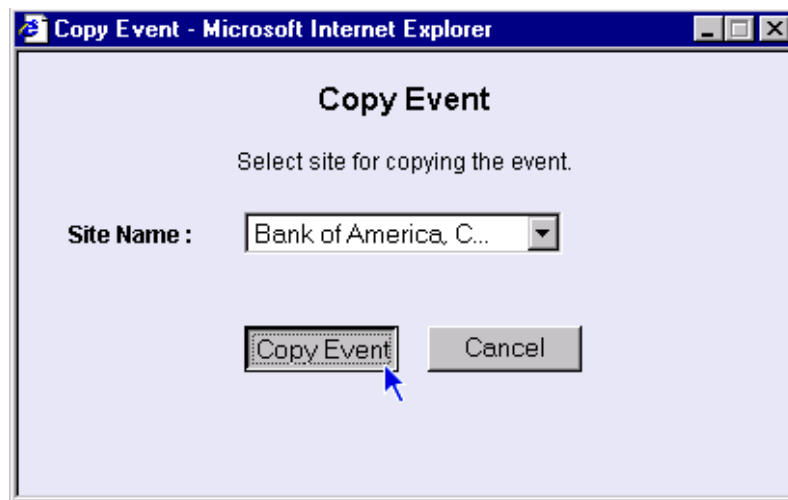 Copy Event - Microsoft Internet Explorer
Copy Event
Select site for copying the event.
Site Name :
Bank of America, C...
Copy Event
Cancel